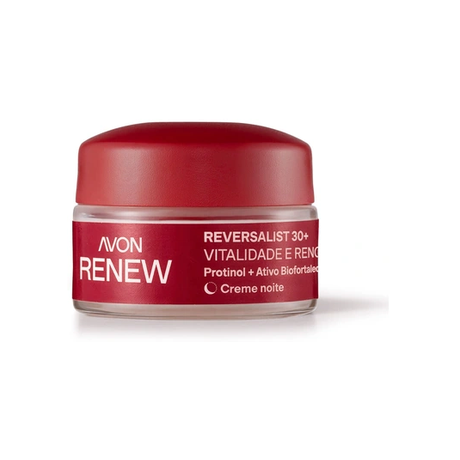 AVON
RENEW
REVERSALIST 30+
VITALIDADE E
Protinol + Ativo
Creme noite